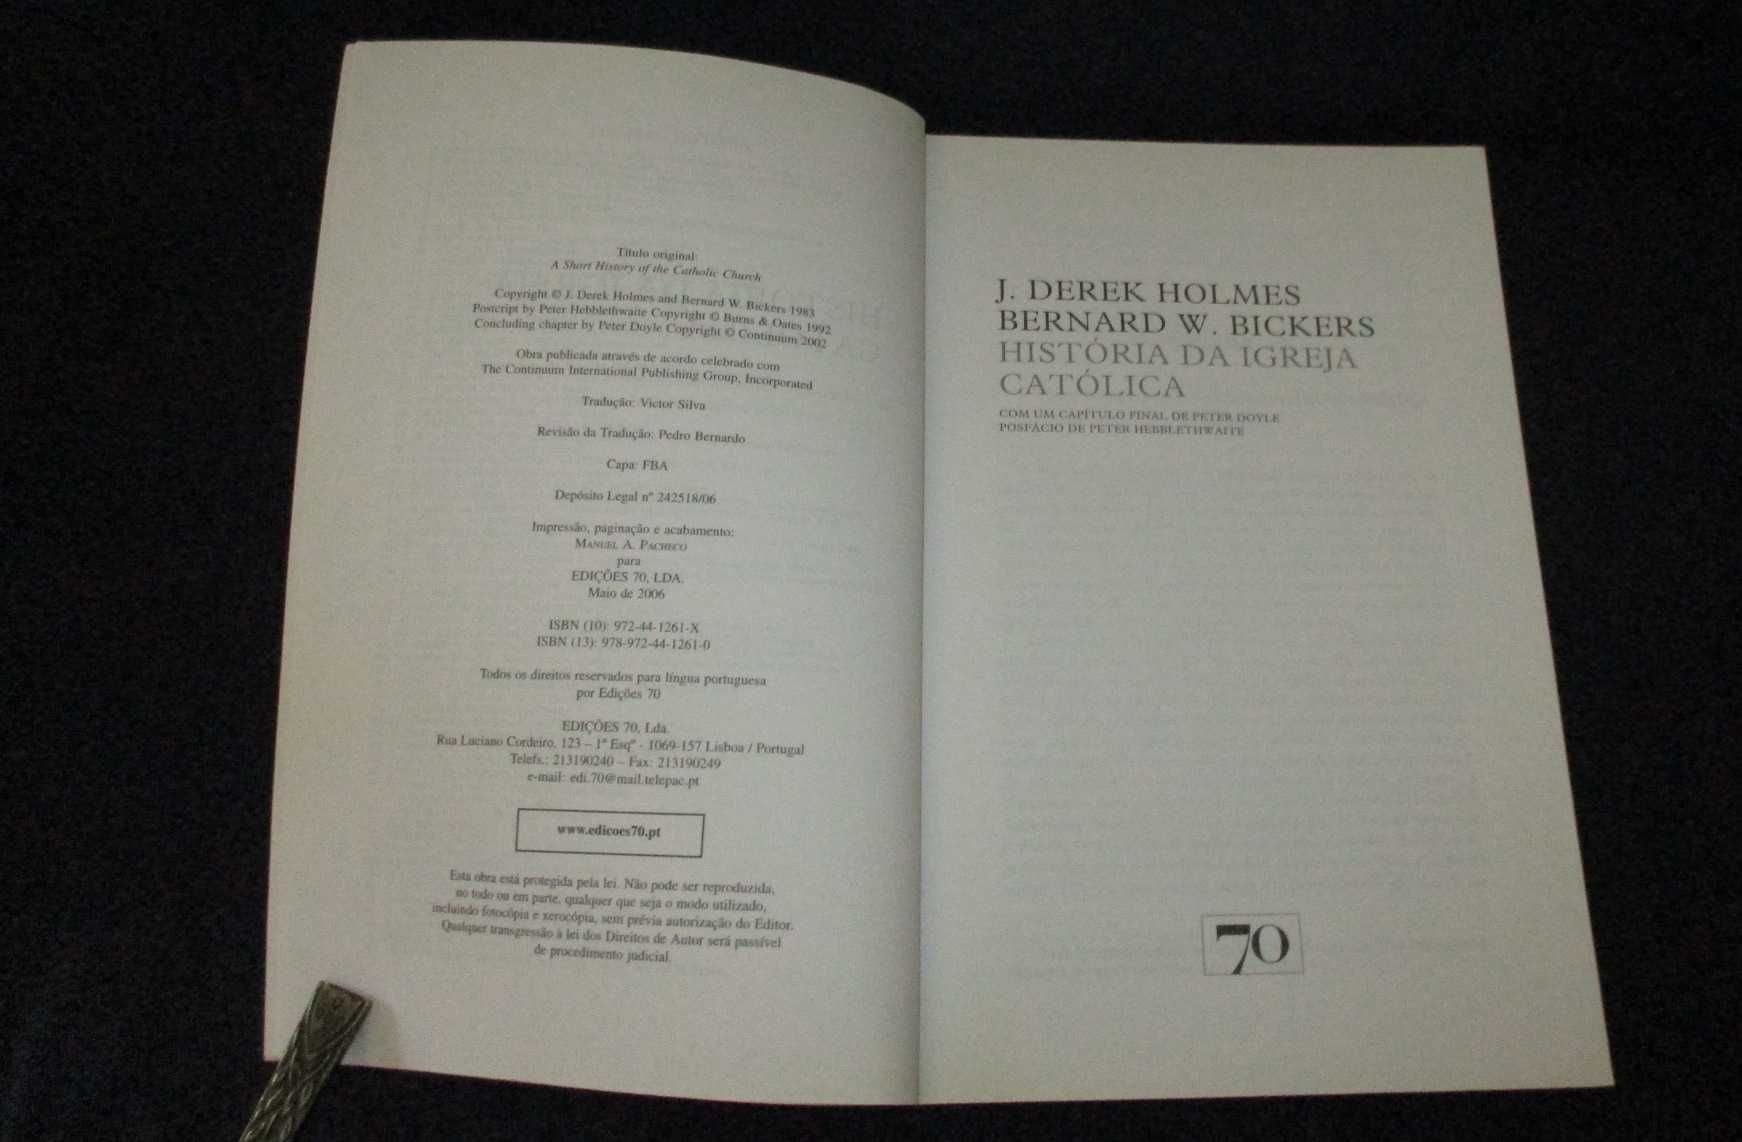 Título original:
A Short History of the Catholic Church
Copyright © J. Derek Holmes and Bernard W. Bickers 1983
Postcript by Peter Hebblethwaite Copyright © Burns & Oates 1992
Concluding chapter by Peter Doyle Copyright © Continuum 2002
Obra publicada através de acordo celebrado com
The Continuum International Publishing Group, Incorporated
Tradução: Victor Silva
Revisão da Tradução: Pedro Bernardo
Capa: FBA
Depósito Legal nº 242518/06
Impressão, paginação e acabamento:
MANUEL A. PACHECO
para
EDIÇÕES 70, LDA.
Maio de 2006
ISBN (10): 972-44-1261-X
ISBN (13): 978-972-44-1261-0
Todos os direitos reservados para língua portuguesa
por Edições 70
EDIÇÕES 70, Lda.
Rua Luciano Cordeiro, 123 – 1º Esqº - 1069-157 Lisboa / Portugal
Telefs.: 213190240 – Fax: 213190249
e-mail: edi.70@mail.telepac.pt
www.edicoes70.pt
Esta obra está protegida pela lei. Não pode ser reproduzida,
no todo ou em parte, qualquer que seja o modo utilizado,
incluindo fotocópia e xerocópia, sem prévia autorização do Editor.
Qualquer transgressão à lei dos Direitos de Autor será passível
de procedimento judicial.
J. DEREK HOLMES
BERNARD W. BICKERS
HISTÓRIA DA IGREJA
CATÓLICA
COM UM CAPÍTULO FINAL DE PETER DOYLE
POSFÁCIO DE PETER HEBBLETHWAITE
70